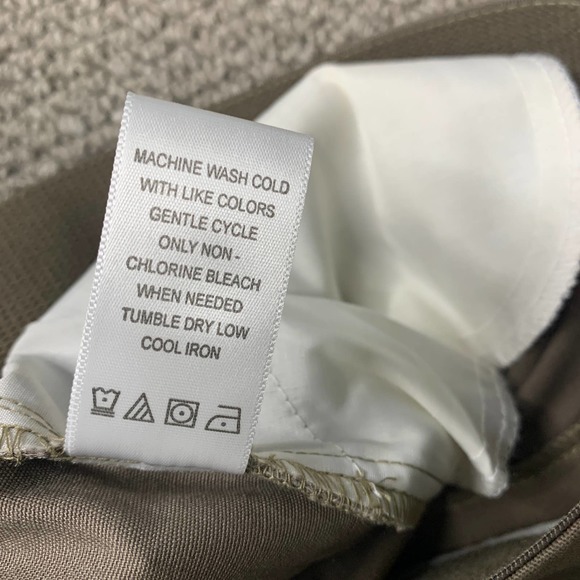 MACHINE WASH COLD
WITH LIKE COLORS
GENTLE CYCLE
ONLY NON -
CHLORINE BLEACH
WHEN NEEDED
TUMBLE DRY LOW
COOL IRON